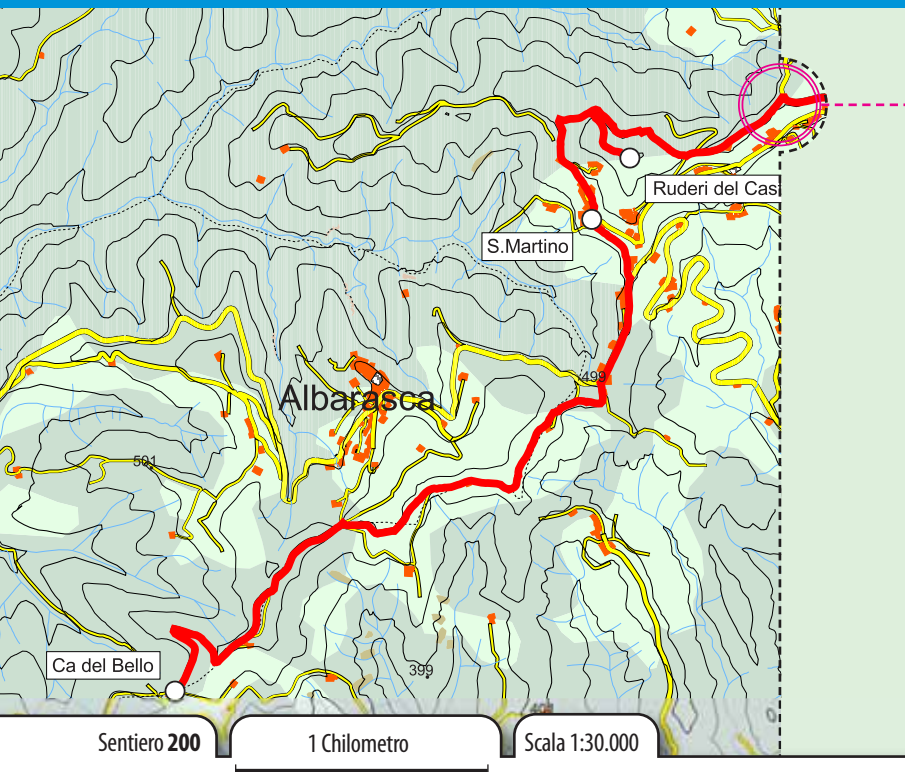 Ruderi del Cas
S.Martino
499
Albarasca
501
Ca del Bello
399
Sentiero 200
1 Chilometro
Scala 1:30.000